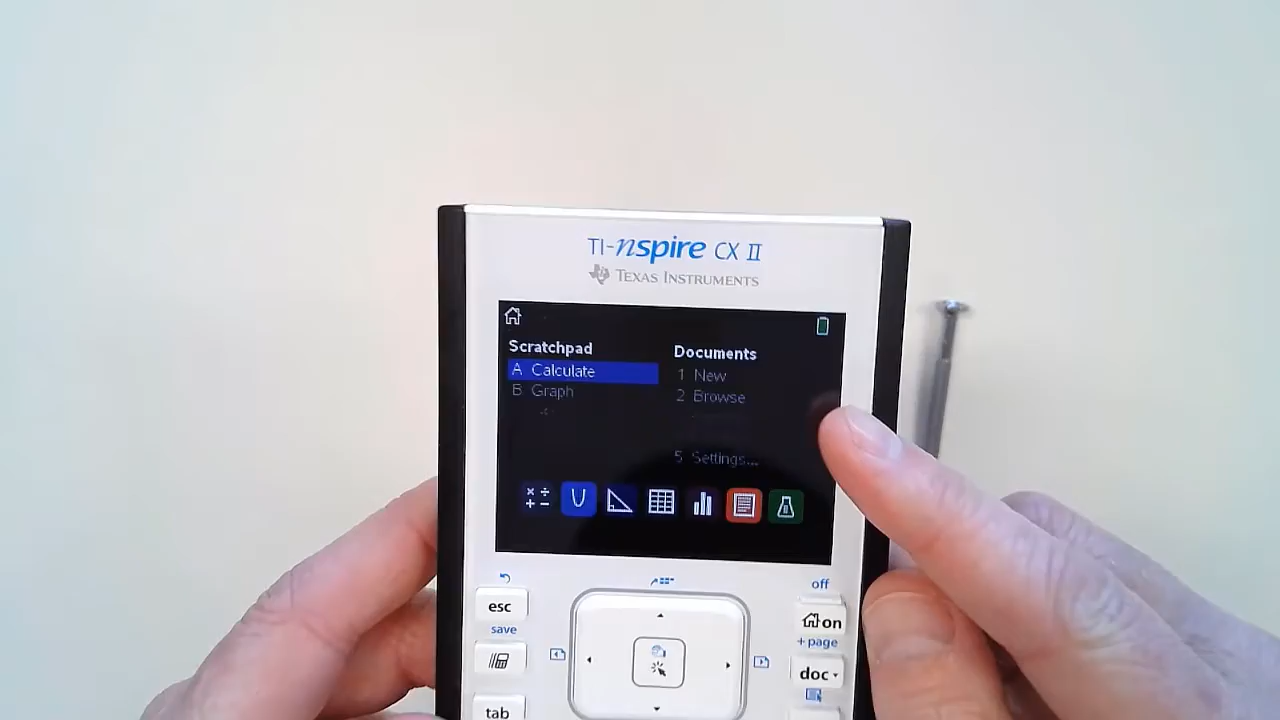 TI-nspire CX II
TEXAS INSTRUMENTS
Scratchpad
A Calculate
B Graph
Documents
1 New
2 Browse
5 Settings...
off
esc
on
save
+page
doc
tab